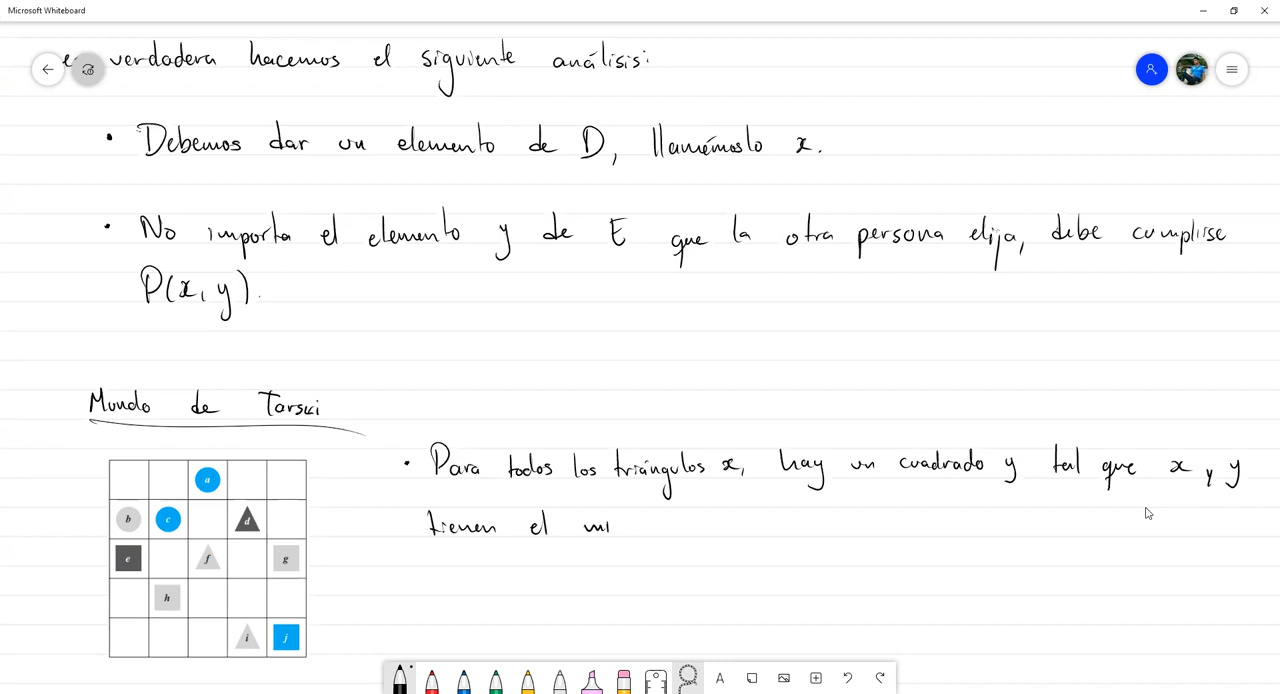 Microsoft Whiteboard
es verdadera hacemos el siguiente análisis:
• Debemos dar un elemento de D, llamémoslo x.
• No importa el elemento y de E que la otra persona elija, debe cumplirse
P(x, y).
Mundo de Tarski
• Para todos los triángulos x, hay un cuadrado y tal que x y y
tienen el mi
a
b c d
e f g
h
i j
A